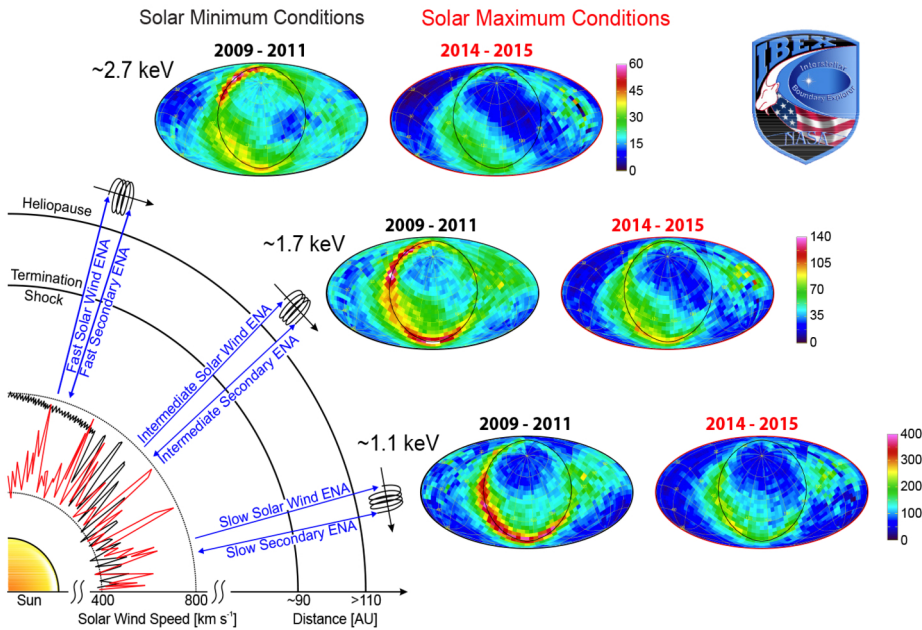 Solar Minimum Conditions
Solar Maximum Conditions
2009 - 2011
2014 - 2015
~2.7 keV
60
45
30
15
0
IBEX
Interstellar
Boundary Explorer
NASA
Heliopause
Termination
Shock
Fast Solar Wind ENA
Fast Secondary ENA
~1.7 keV
2009 - 2011
2014 - 2015
140
105
70
35
0
Intermediate Solar Wind ENA
Intermediate Secondary ENA
~1.1 keV
2009 - 2011
2014 - 2015
400
300
200
100
0
Slow Solar Wind ENA
Slow Secondary ENA
Sun
400
800
~90
>110
Solar Wind Speed [km s⁻¹]
Distance [AU]